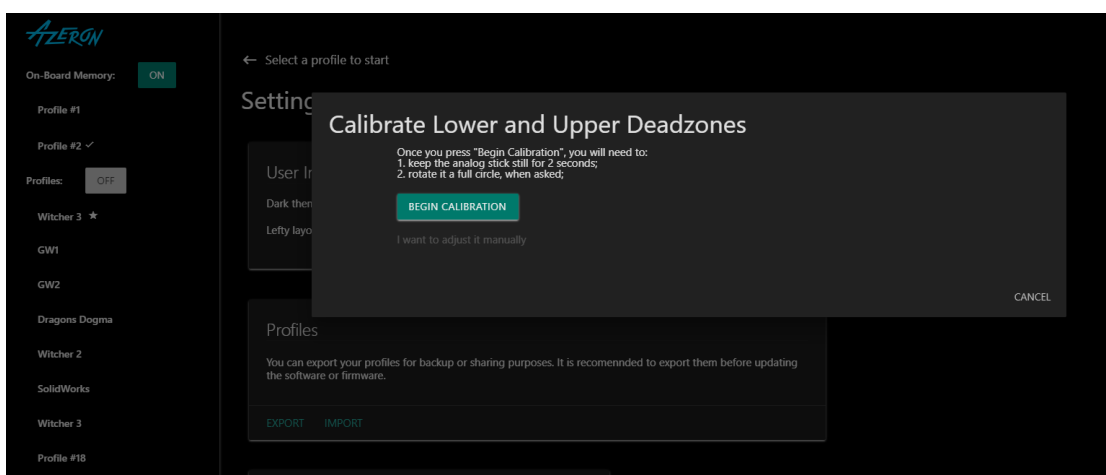 AZERON
On-Board Memory: ON
Profile #1
Profile #2
Profiles: OFF
Witcher 3
GW1
GW2
Dragons Dogma
Witcher 2
SolidWorks
Witcher 3
Profile #18
Select a profile to start
Setting
User In
Dark then
Lefty layo
Calibrate Lower and Upper Deadzones
Once you press "Begin Calibration", you will need to:
1. keep the analog stick still for 2 seconds;
2. rotate it a full circle, when asked;
BEGIN CALIBRATION
I want to adjust it manually
CANCEL
Profiles
You can export your profiles for backup or sharing purposes. It is recomennded to export them before updating
the software or firmware.
EXPORT IMPORT